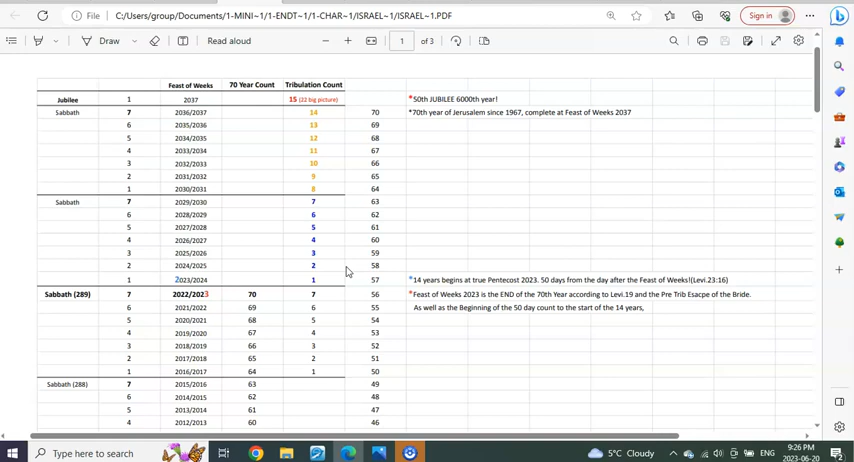 File
C:/Users/group/Documents/1-MINI~1/1-ENDT~1/1-CHAR~1/ISRAEL~1/ISRAEL~1.PDF
Sign in
Draw
Read aloud
1
of 3
Feast of Weeks 70 Year Count Tribulation Count
Jubilee 1 2037 15 (22 big picture) *50th JUBILEE 6000th year!
Sabbath 7 2036/2037 14 70 *70th year of Jerusalem since 1967, complete at Feast of Weeks 2037
6 2035/2036 13 69
5 2034/2035 12 68
4 2033/2034 11 67
3 2032/2033 10 66
2 2031/2032 9 65
1 2030/2031 8 64
Sabbath 7 2029/2030 7 63
6 2028/2029 6 62
5 2027/2028 5 61
4 2026/2027 4 60
3 2025/2026 3 59
2 2024/2025 2 58
1 2023/2024 1 57 *14 years begins at true Pentecost 2023. 50 days from the day after the Feast of Weeks!(Levi.23:16)
Sabbath (289) 7 2022/2023 70 7 56 *Feast of Weeks 2023 is the END of the 70th Year according to Levi.19 and the Pre Trib Esacpe of the Bride.
6 2021/2022 69 6 55 As well as the Beginning of the 50 day count to the start of the 14 years,
5 2020/2021 68 5 54
4 2019/2020 67 4 53
3 2018/2019 66 3 52
2 2017/2018 65 2 51
1 2016/2017 64 1 50
Sabbath (288) 7 2015/2016 63 49
6 2014/2015 62 48
5 2013/2014 61 47
4 2012/2013 60 46
Type here to search
5°C Cloudy
ENG
9:26 PM
2023-06-20
2